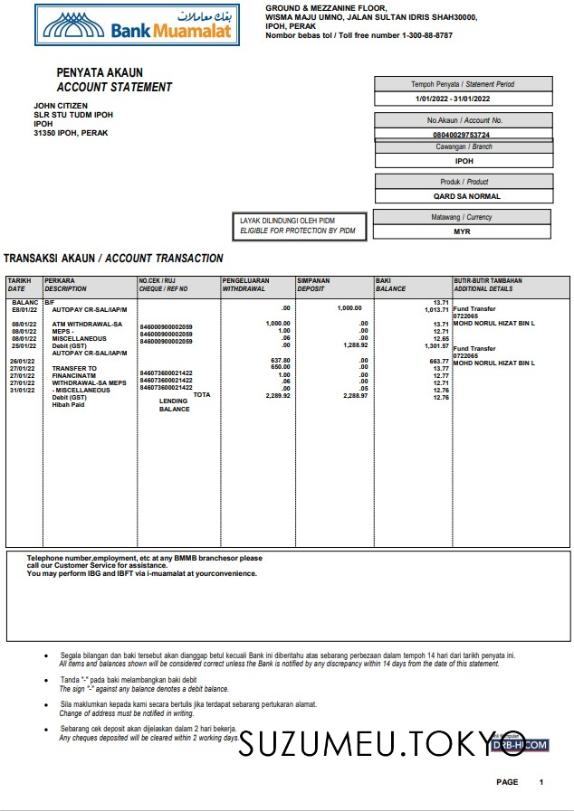 بنك معاملات
Bank Muamalat
GROUND & MEZZANINE FLOOR,
WISMA MAJU UMNO, JALAN SULTAN IDRIS SHAH30000,
IPOH, PERAK
Nombor bebas tol / Toll free number 1-300-88-8787
PENYATA AKAUN
ACCOUNT STATEMENT
JOHN CITIZEN
SLR STU TUDM IPOH
IPOH
31350 IPOH, PERAK
Tempoh Penyata / Statement Period
1/01/2022 - 31/01/2022
No.Akaun / Account No.
08040029753724
Cawangan / Branch
IPOH
Produk / Product
QARD SA NORMAL
Matawang / Currency
MYR
LAYAK DILINDUNGI OLEH PIDM
ELIGIBLE FOR PROTECTION BY PIDM
TRANSAKSI AKAUN / ACCOUNT TRANSACTION
TARIKH PERKARA NO.CEK / RUJ PENGELUARAN SIMPANAN BAKI BUTIR-BUTIR TAMBAHAN
DATE DESCRIPTION CHEQUE / REF NO WITHDRAWAL DEPOSIT BALANCE ADDITIONAL DETAILS
BALANC B/F 13.71
E8/01/22 AUTOPAY CR-SAL/IAP/M .00 1,000.00 1,013.71 Fund Transfer
0722065
08/01/22 ATM WITHDRAWAL-SA 846000900002059 1,000.00 .00 13.71 MOHD NORUL HIZAT BIN L
08/01/22 MEPS - 846000900002059 1.00 .00 12.71
08/01/22 MISCELLANEOUS 846000900002059 .06 .00 12.65
25/01/22 Debit (GST) .00 1,288.92 1,301.57 Fund Transfer
AUTOPAY CR-SAL/IAP/M 0722065
26/01/22 637.80 .00 663.77 MOHD NORUL HIZAT BIN L
27/01/22 TRANSFER TO 846073600021422 650.00 .00 13.77
27/01/22 FINANCINATM 846073600021422 1.00 .00 12.77
27/01/22 WITHDRAWAL-SA MEPS 846073600021422 .06 .00 12.71
31/01/22 - MISCELLANEOUS .00 .05 12.76
Debit (GST) TOTA 2,289.92 2,288.97 12.76
Hibah Paid LENDING
BALANCE
Telephone number,employment, etc at any BMMB branchesor please
call our Customer Service for assistance.
You may perform IBG and IBFT via i-muamalat at yourconvenience.
• Segala bilangan dan baki tersebut akan dianggap betul kecuali Bank ini diberitahu atas sebarang perbezaan dalam tempoh 14 hari dari tarikh penyata ini.
All items and balances shown will be considered correct unless the Bank is notified by any discrepancy within 14 days from the date of this statement.
• Tanda "-" pada baki melambangkan baki debit
The sign "-" against any balance denotes a debit balance.
• Sila maklumkan kepada kami secara bertulis jika terdapat sebarang pertukaran alamat.
Change of address must be notified in writing.
• Sebarang cek deposit akan dijelaskan dalam 2 hari bekerja.
Any cheques deposited will be cleared within 2 working days.
SUZUMEU.TOKYO
DRB-HICOM
PAGE 1